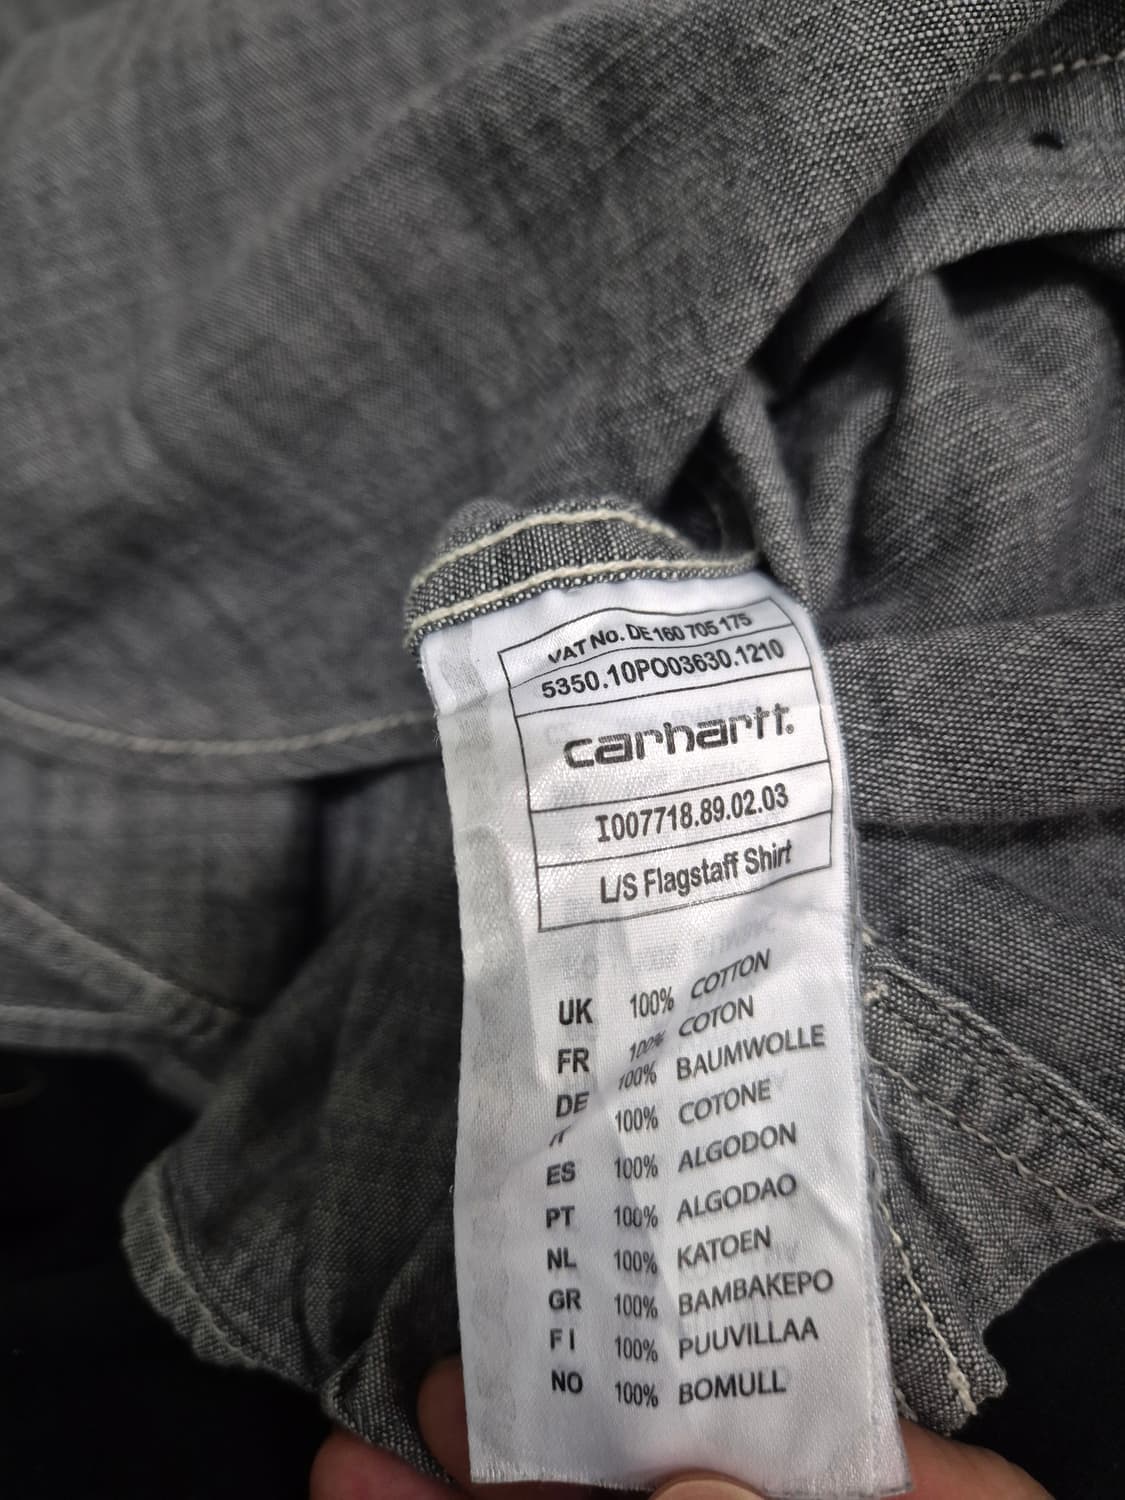 VAT No. DE 160 705 175
5350.10PO03630.1210
carhartt.
I007718.89.02.03
L/S Flagstaff Shirt
UK 100% COTTON
FR 100% COTON
DE 100% BAUMWOLLE
IT 100% COTONE
ES 100% ALGODON
PT 100% ALGODAO
NL 100% KATOEN
GR 100% BAMBAKEPO
FI 100% PUUVILLAA
NO 100% BOMULL